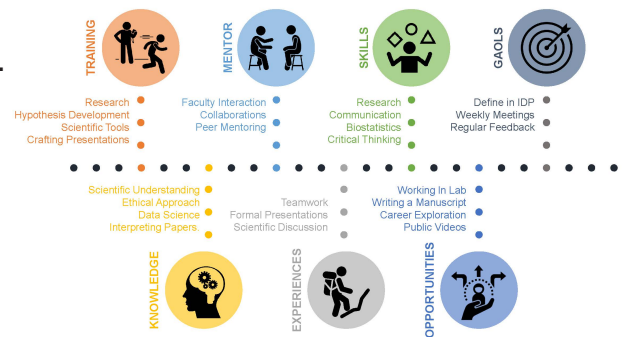 TRAINING
Research
Hypothesis Development
Scientific Tools
Crafting Presentations
MENTOR
Faculty Interaction
Collaborations
Peer Mentoring
SKILLS
Research
Communication
Biostatistics
Critical Thinking
GAOLS
Define in IDP
Weekly Meetings
Regular Feedback
Scientific Understanding
Ethical Approach
Data Science
Interpreting Papers
KNOWLEDGE
Teamwork
Formal Presentations
Scientific Discussion
EXPERIENCES
Working In Lab
Writing a Manuscript
Career Exploration
Public Videos
OPPORTUNITIES